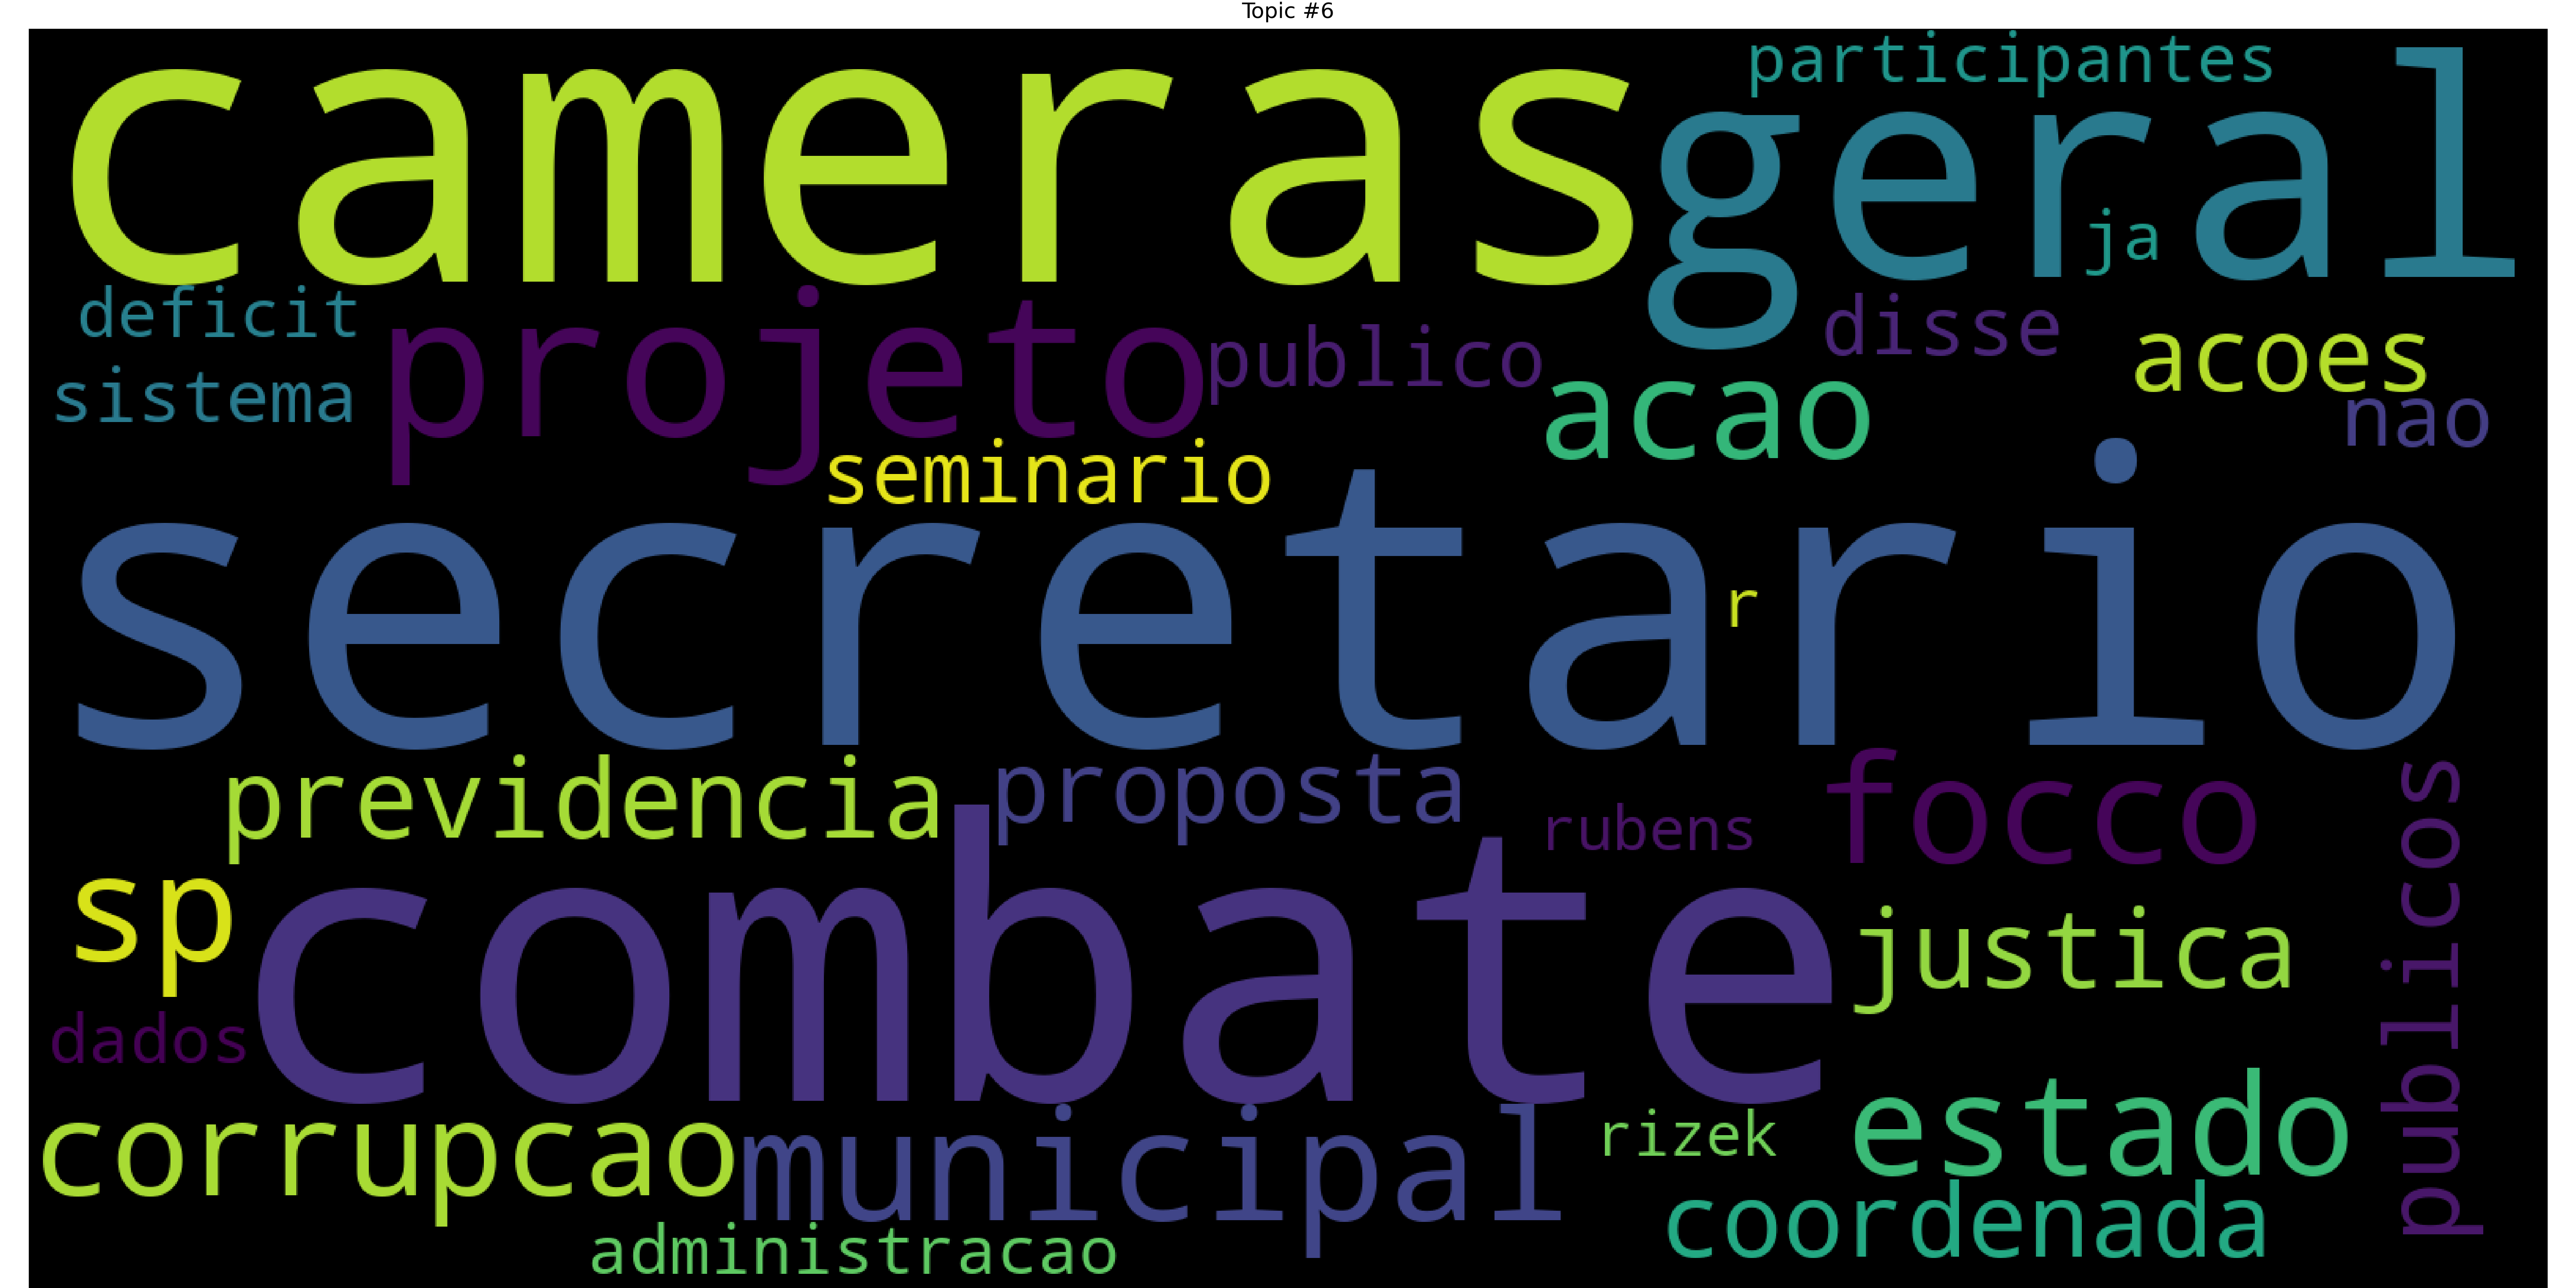 Topic #6
cameras
participantes
geral
ja
deficit
projeto
publico
disse
acoes
sistema
acao
nao
seminario
secretario
r
previdencia
proposta
rubens
focco
publicos
sp
combate
justica
dados
corrupcao
municipal
rizek
estado
coordenada
administracao